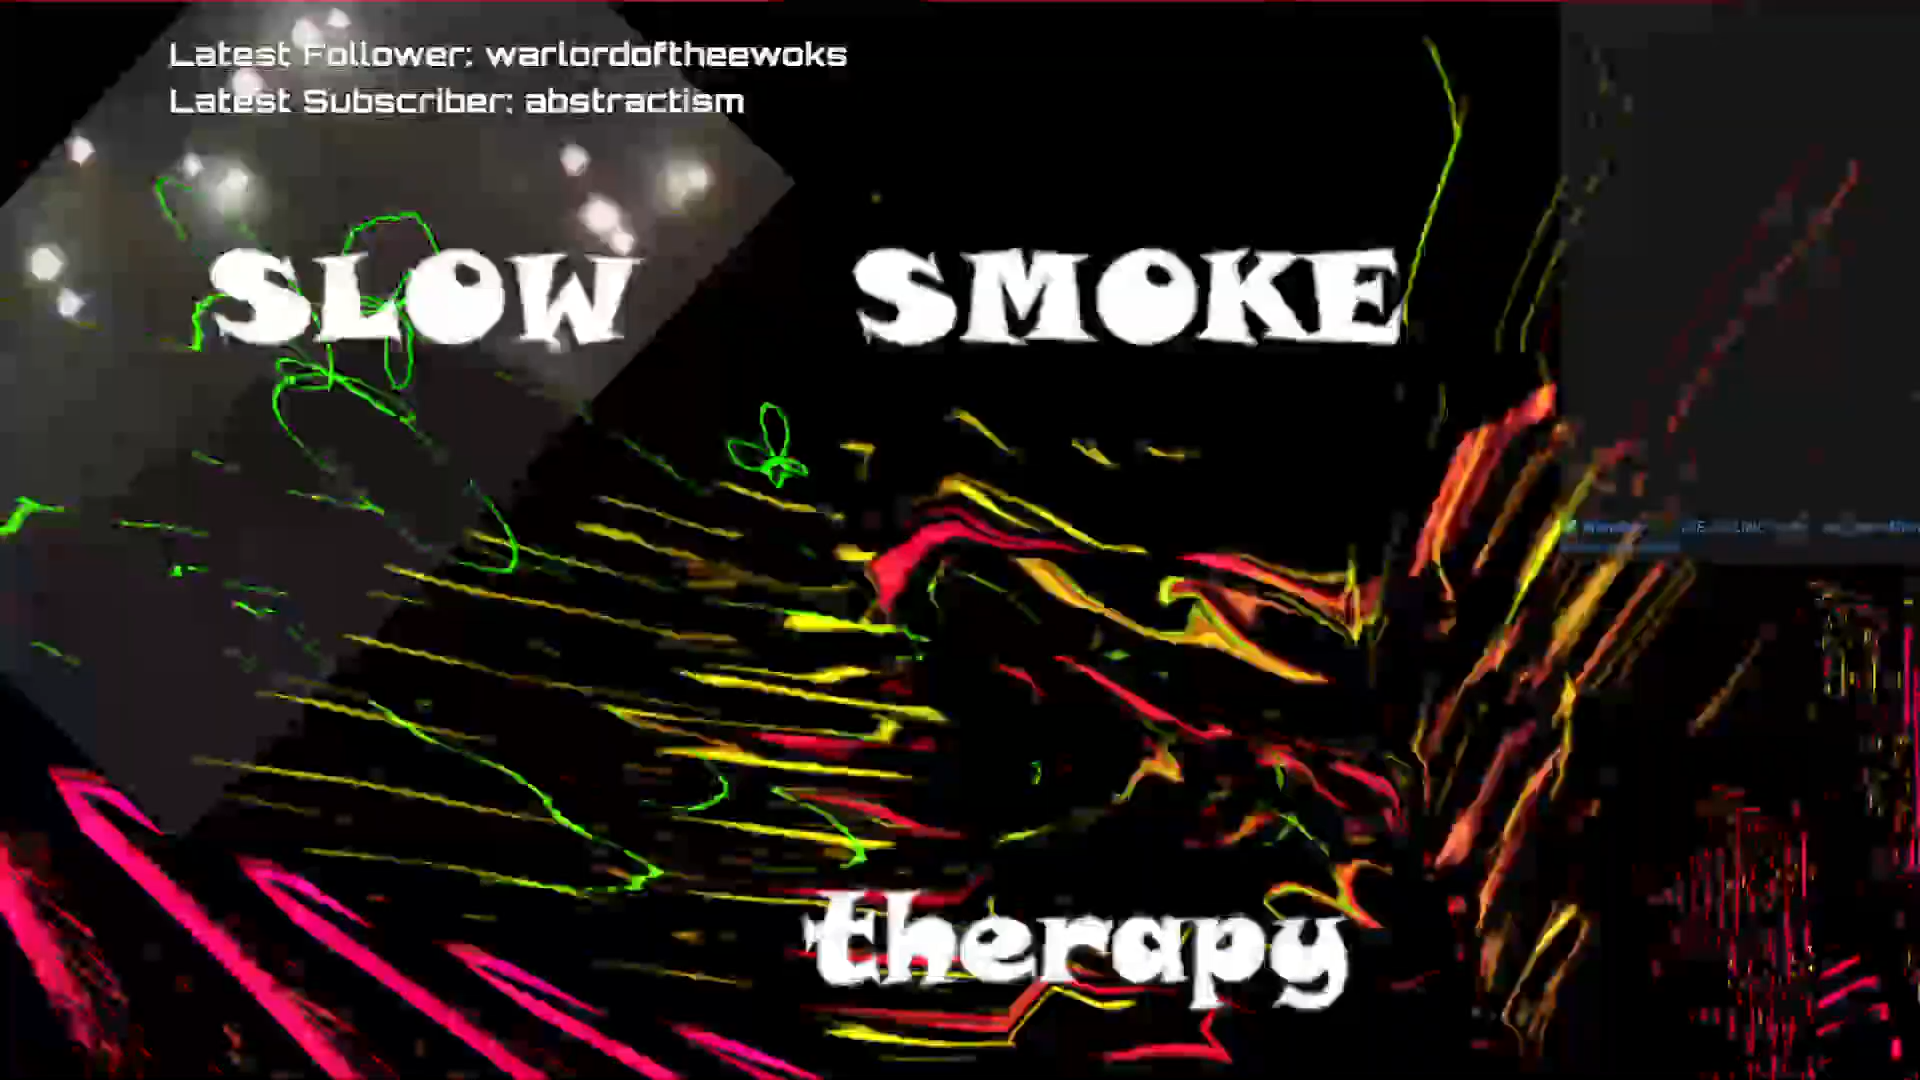 Latest Follower: warlordoftheewoks
Latest Subscriber: abstractism
SLOW SMOKE
therapy